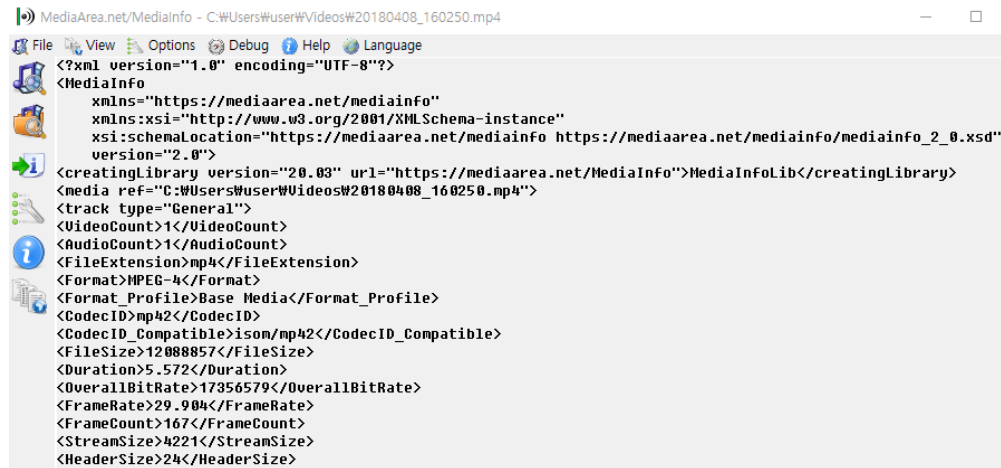 MediaArea.net/MediaInfo - C:₩Users₩user₩Videos₩20180408_160250.mp4
File View Options Debug Help Language
<?xml version="1.0" encoding="UTF-8"?>
<MediaInfo
xmlns="https://mediaarea.net/mediainfo"
xmlns:xsi="http://www.w3.org/2001/XMLSchema-instance"
xsi:schemaLocation="https://mediaarea.net/mediainfo https://mediaarea.net/mediainfo/mediainfo_2_0.xsd"
version="2.0">
<creatingLibrary version="20.03" url="https://mediaarea.net/MediaInfo">MediaInfoLib</creatingLibrary>
<media ref="C:₩Users₩user₩Videos₩20180408_160250.mp4">
<track type="General">
<VideoCount>1</VideoCount>
<AudioCount>1</AudioCount>
<FileExtension>mp4</FileExtension>
<Format>MPEG-4</Format>
<Format_Profile>Base Media</Format_Profile>
<CodecID>mp42</CodecID>
<CodecID_Compatible>isom/mp42</CodecID_Compatible>
<FileSize>12088857</FileSize>
<Duration>5.572</Duration>
<OverallBitRate>17356579</OverallBitRate>
<FrameRate>29.904</FrameRate>
<FrameCount>167</FrameCount>
<StreamSize>4221</StreamSize>
<HeaderSize>24</HeaderSize>